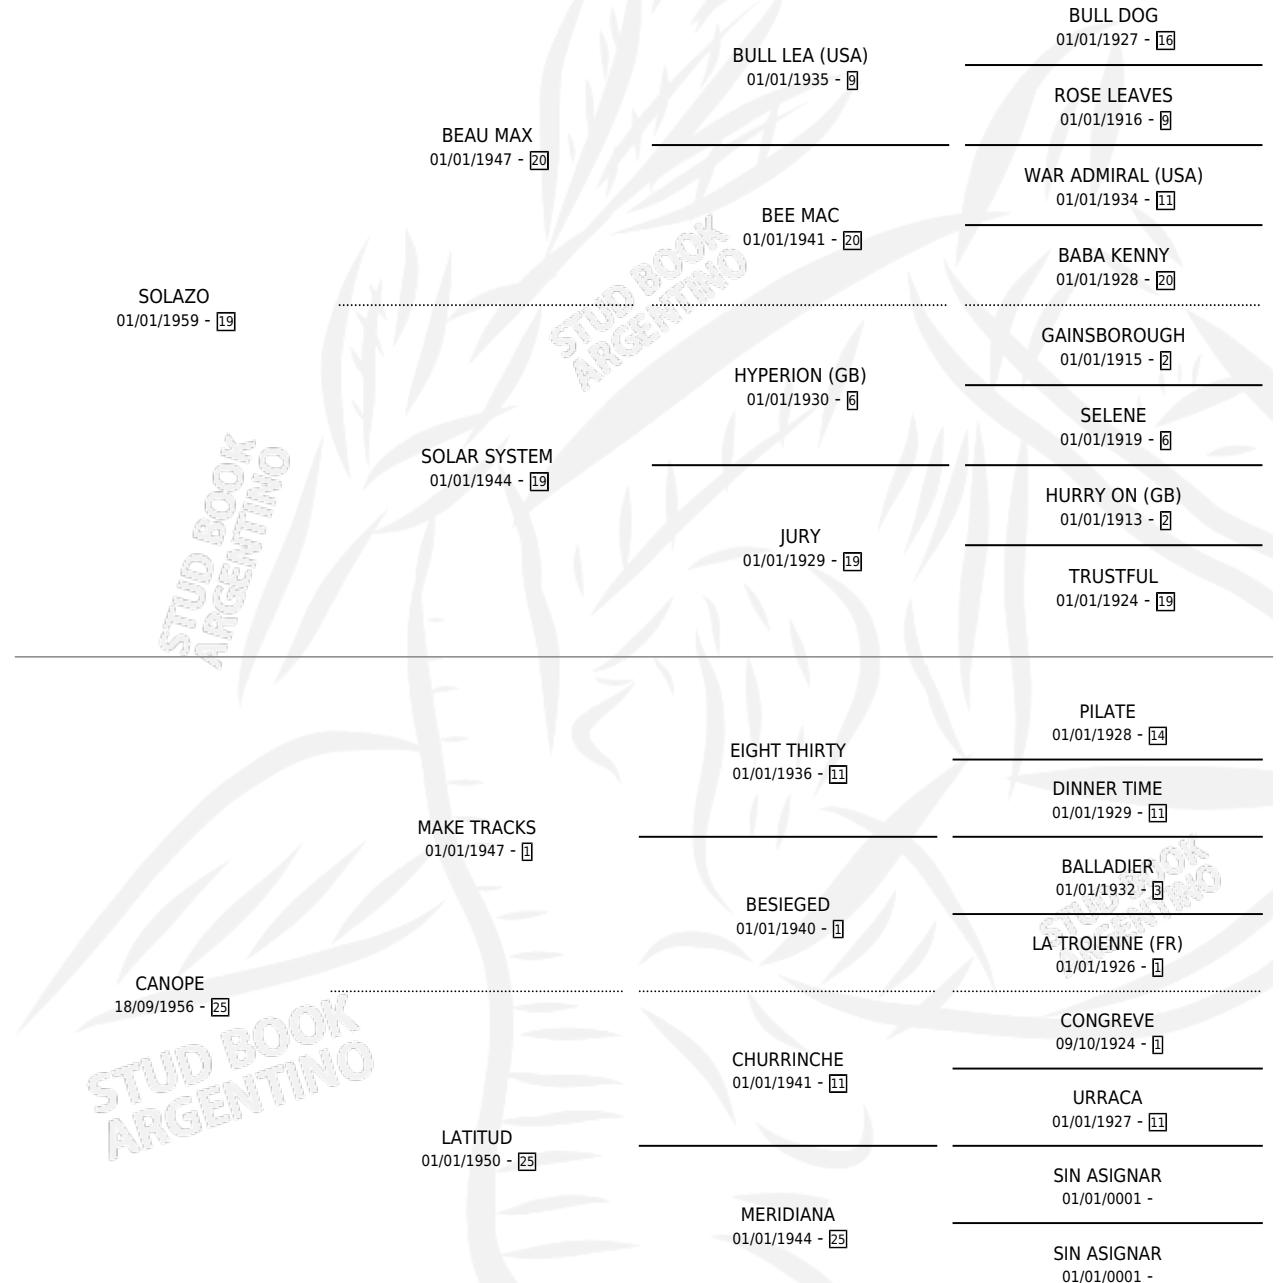 BULL DOG
01/01/1927 - 16
BULL LEA (USA)
01/01/1935 - 9
ROSE LEAVES
01/01/1916 - 9
BEAU MAX
01/01/1947 - 20
WAR ADMIRAL (USA)
01/01/1934 - 11
BEE MAC
01/01/1941 - 20
BABA KENNY
01/01/1928 - 20
SOLAZO
01/01/1959 - 19
GAINSBOROUGH
01/01/1915 - 2
HYPERION (GB)
01/01/1930 - 6
SELENE
01/01/1919 - 6
SOLAR SYSTEM
01/01/1944 - 19
HURRY ON (GB)
01/01/1913 - 2
JURY
01/01/1929 - 19
TRUSTFUL
01/01/1924 - 19
STUD BOOK
ARGENTINO
STUD BOOK
ARGENTINO
PILATE
01/01/1928 - 14
EIGHT THIRTY
01/01/1936 - 11
DINNER TIME
01/01/1929 - 11
MAKE TRACKS
01/01/1947 - 1
BALLADIER
01/01/1932 - 3
BESIEGED
01/01/1940 - 1
LA TROIENNE (FR)
01/01/1926 - 1
CANOPE
18/09/1956 - 25
CONGREVE
09/10/1924 - 1
CHURRINCHE
01/01/1941 - 11
URRACA
01/01/1927 - 11
LATITUD
01/01/1950 - 25
SIN ASIGNAR
01/01/0001 -
MERIDIANA
01/01/1944 - 25
SIN ASIGNAR
01/01/0001 -
STUD BOOK
ARGENTINO
STUD BOOK
ARGENTINO